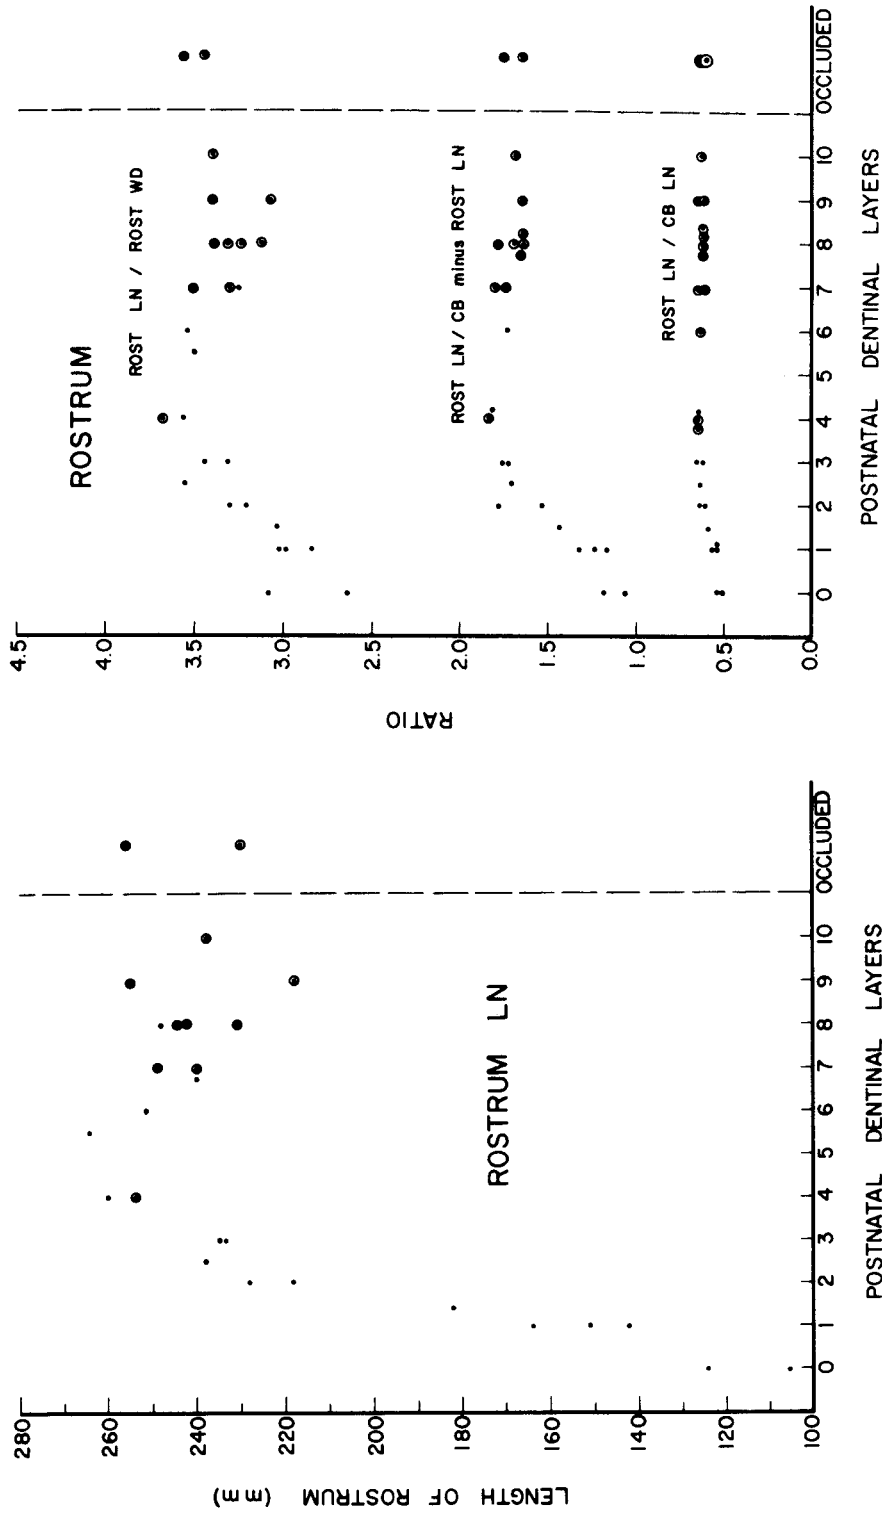 280
260
240
220
200
180
160
140
120
100
LENGTH OF ROSTRUM (mm)
ROSTRUM LN
0 1 2 3 4 5 6 7 8 9 10 OCCLUDED
POSTNATAL DENTINAL LAYERS
4.5
4.0
3.5
3.0
2.5
2.0
1.5
1.0
0.5
0.0
RATIO
ROSTRUM
ROST LN / ROST WD
ROST LN / CB minus ROST LN
ROST LN / CB LN
0 1 2 3 4 5 6 7 8 9 10 OCCLUDED
POSTNATAL DENTINAL LAYERS